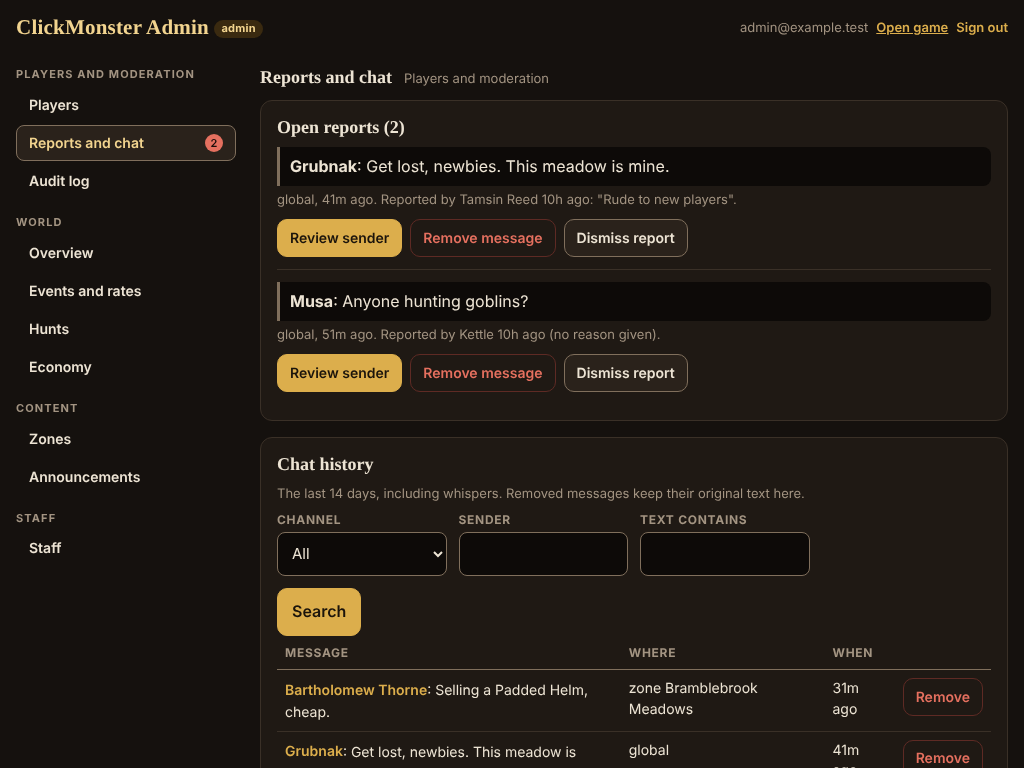 ClickMonster Admin admin
admin@example.test Open game Sign out
PLAYERS AND MODERATION
Players
Reports and chat 2
Audit log
WORLD
Overview
Events and rates
Hunts
Economy
CONTENT
Zones
Announcements
STAFF
Staff
Reports and chat Players and moderation
Open reports (2)
Grubnak: Get lost, newbies. This meadow is mine.
global, 41m ago. Reported by Tamsin Reed 10h ago: "Rude to new players".
Review sender Remove message Dismiss report
Musa: Anyone hunting goblins?
global, 51m ago. Reported by Kettle 10h ago (no reason given).
Review sender Remove message Dismiss report
Chat history
The last 14 days, including whispers. Removed messages keep their original text here.
CHANNEL SENDER TEXT CONTAINS
All
Search
MESSAGE WHERE WHEN
Bartholomew Thorne: Selling a Padded Helm, cheap. zone Bramblebrook Meadows 31m ago Remove
Grubnak: Get lost, newbies. This meadow is global 41m Remove